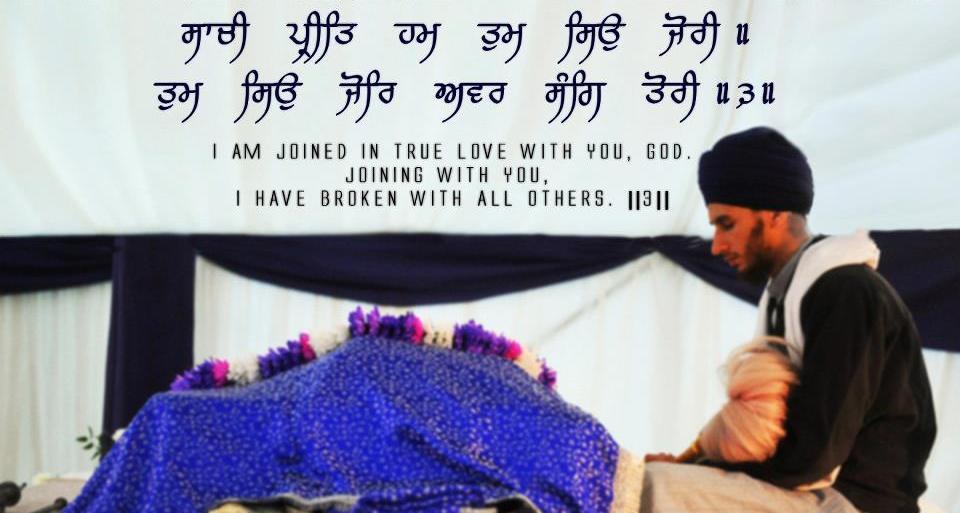 ਸਾਚੀ ਪ੍ਰੀਤਿ ਹਮ ਤੁਮ ਸਿਉ ਜੋਰੀ ॥
ਤੁਮ ਸਿਉ ਜੋਰਿ ਅਵਰ ਸੰਗਿ ਤੋਰੀ ॥੩॥
I AM JOINED IN TRUE LOVE WITH YOU, GOD.
JOINING WITH YOU,
I HAVE BROKEN WITH ALL OTHERS. ||3||